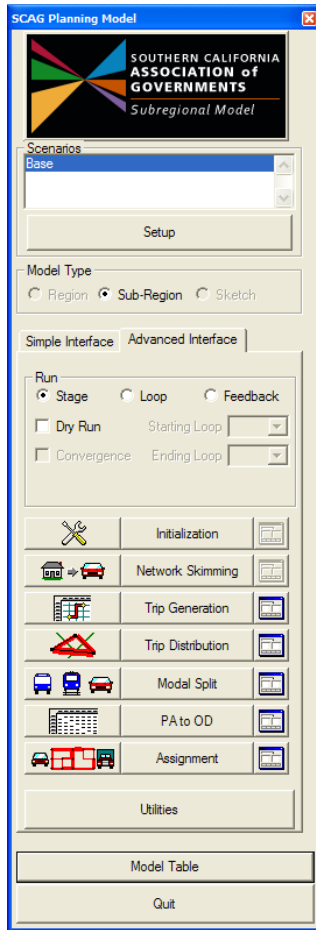 SCAG Planning Model
SOUTHERN CALIFORNIA
ASSOCIATION of
GOVERNMENTS
Subregional Model
Scenarios
Base
Setup
Model Type
Region Sub-Region Sketch
Simple Interface Advanced Interface
Run
Stage Loop Feedback
Dry Run Starting Loop
Convergence Ending Loop
Initialization
Network Skimming
Trip Generation
Trip Distribution
Modal Split
PA to OD
Assignment
Utilities
Model Table
Quit